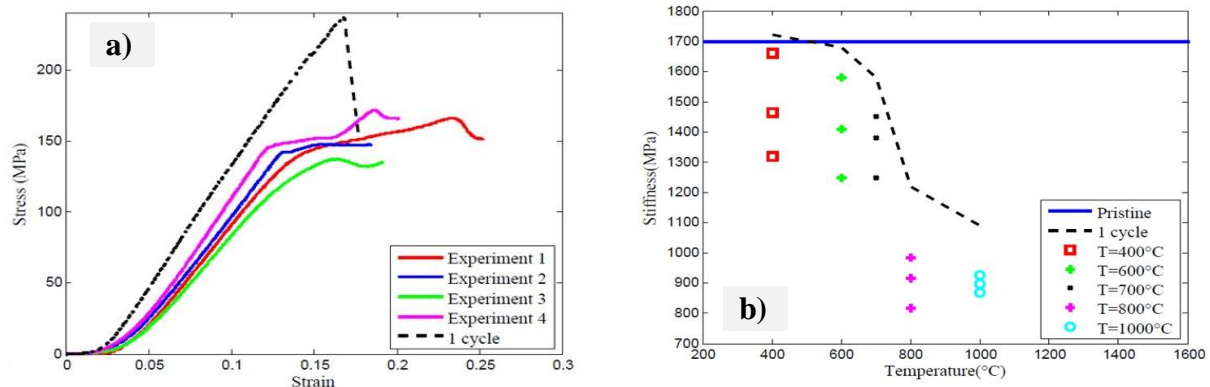 a)
Stress (MPa)
200
150
100
50
0
0
0.05
0.1
0.15
0.2
0.25
0.3
Strain
Experiment 1
Experiment 2
Experiment 3
Experiment 4
1 cycle
b)
Stiffness(MPa)
1800
1700
1600
1500
1400
1300
1200
1100
1000
900
800
700
200
400
600
800
1000
1200
1400
1600
Temperature(°C)
Pristine
1 cycle
T=400°C
T=600°C
T=700°C
T=800°C
T=1000°C